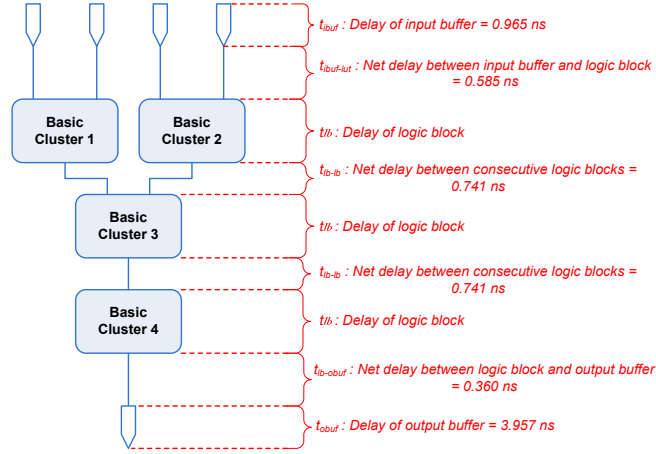 t_ibuf : Delay of input buffer = 0.965 ns
t_ibuf-lut : Net delay between input buffer and logic block
= 0.585 ns
Basic
Cluster 1
Basic
Cluster 2
t_lb : Delay of logic block
t_lb-lb : Net delay between consecutive logic blocks =
0.741 ns
Basic
Cluster 3
t_lb : Delay of logic block
t_lb-lb : Net delay between consecutive logic blocks =
0.741 ns
Basic
Cluster 4
t_lb : Delay of logic block
t_lb-obuf : Net delay between logic block and output buffer
= 0.360 ns
t_obuf : Delay of output buffer = 3.957 ns